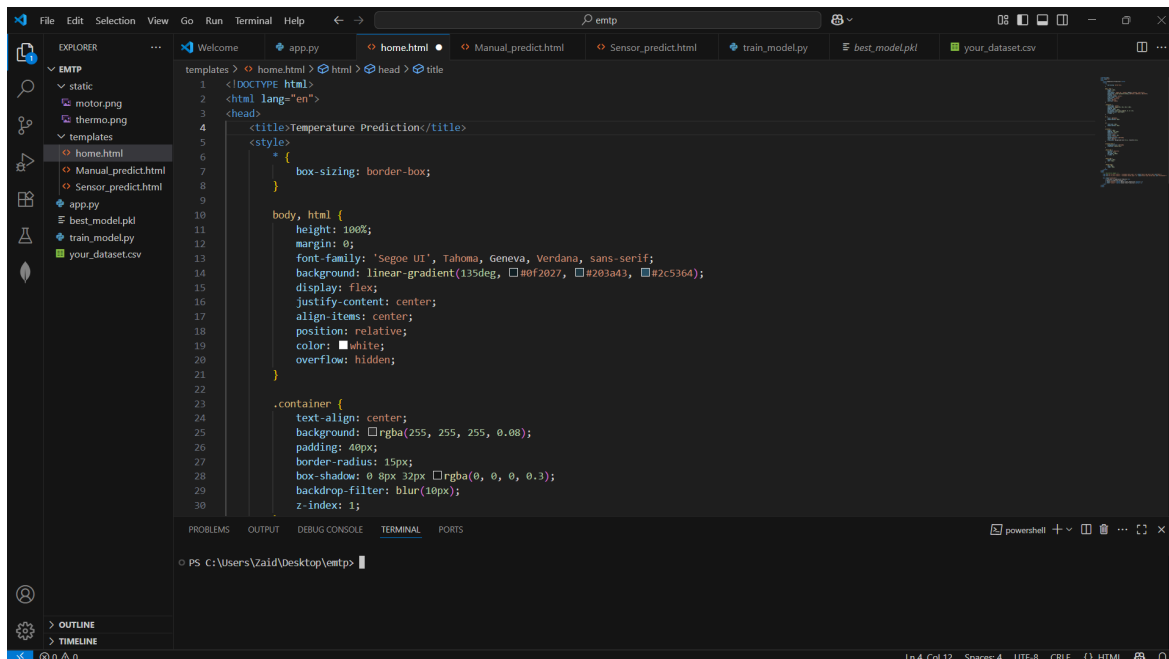 File Edit Selection View Go Run Terminal Help
emtp
EXPLORER
Welcome
app.py
home.html
Manual_predict.html
Sensor_predict.html
train_model.py
best_model.pkl
your_dataset.csv
1
EMTP
static
motor.png
thermo.png
templates
home.html
Manual_predict.html
Sensor_predict.html
app.py
best_model.pkl
train_model.py
your_dataset.csv
templates > home.html > html > head > title
1 <!DOCTYPE html>
2 <html lang="en">
3 <head>
4 <title>Temperature Prediction</title>
5 <style>
6 * {
7 box-sizing: border-box;
8 }
9
10 body, html {
11 height: 100%;
12 margin: 0;
13 font-family: 'Segoe UI', Tahoma, Geneva, Verdana, sans-serif;
14 background: linear-gradient(135deg, #0f2027, #203a43, #2c5364);
15 display: flex;
16 justify-content: center;
17 align-items: center;
18 position: relative;
19 color: white;
20 overflow: hidden;
21 }
22
23 .container {
24 text-align: center;
25 background: rgba(255, 255, 255, 0.08);
26 padding: 40px;
27 border-radius: 15px;
28 box-shadow: 0 8px 32px rgba(0, 0, 0, 0.3);
29 backdrop-filter: blur(10px);
30 z-index: 1;
PROBLEMS OUTPUT DEBUG CONSOLE TERMINAL PORTS
powershell
PS C:\Users\Zaid\Desktop\emtp>
OUTLINE
TIMELINE
0 0
Ln 4, Col 12 Spaces: 4 UTF-8 CRLF {} HTML